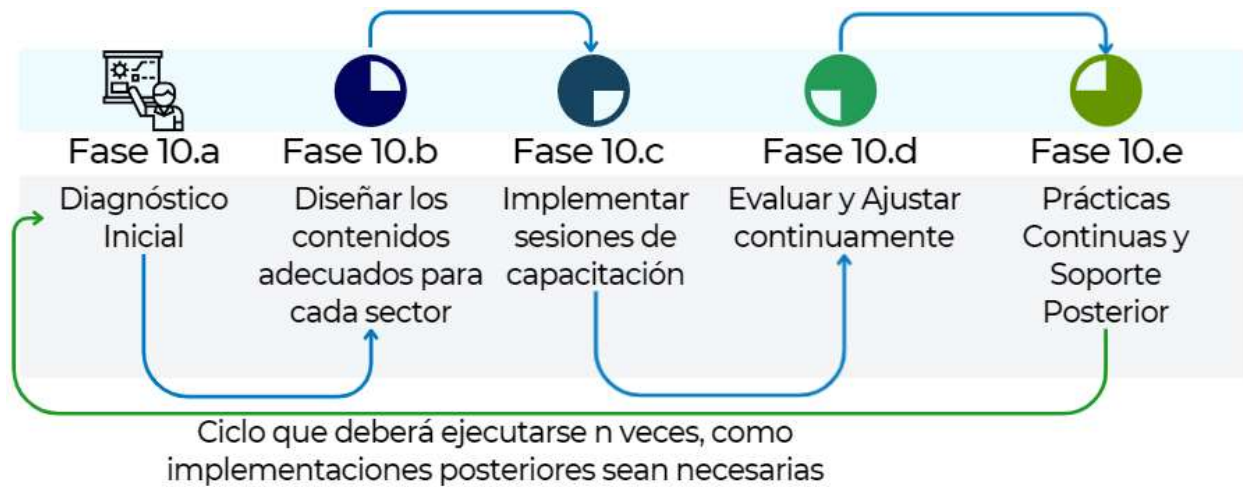 Fase 10.a
Fase 10.b
Fase 10.c
Fase 10.d
Fase 10.e
Diagnóstico
Inicial
Diseñar los
contenidos
adecuados para
cada sector
Implementar
sesiones de
capacitación
Evaluar y Ajustar
continuamente
Prácticas
Continuas y
Soporte
Posterior
Ciclo que deberá ejecutarse n veces, como
implementaciones posteriores sean necesarias